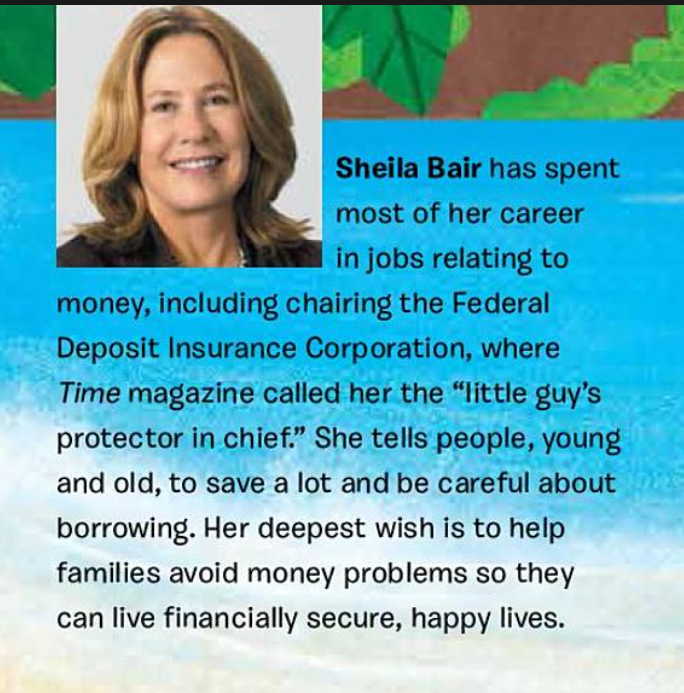 Sheila Bair has spent
most of her career
in jobs relating to
money, including chairing the Federal
Deposit Insurance Corporation, where
Time magazine called her the “little guy’s
protector in chief.” She tells people, young
and old, to save a lot and be careful about
borrowing. Her deepest wish is to help
families avoid money problems so they
can live financially secure, happy lives.